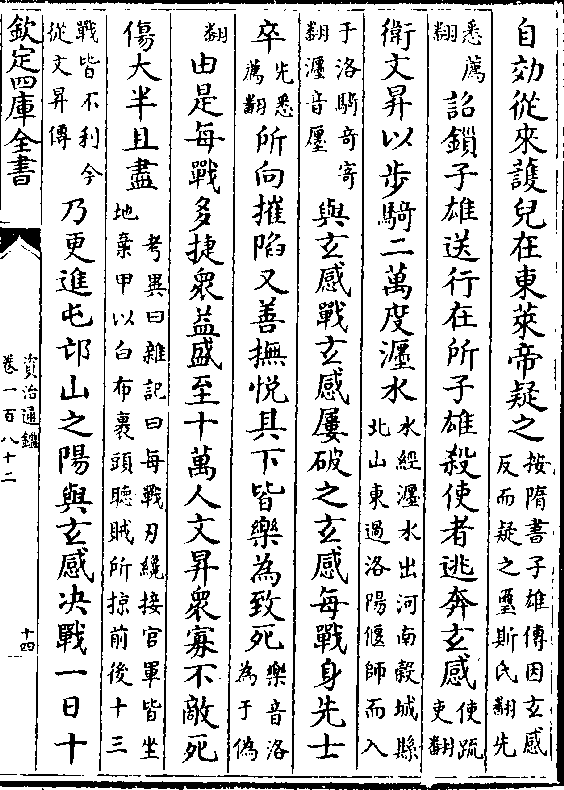 自効從來護兒在東萊帝疑之按隋書子雄傳因玄感反而疑之璽斯氏翻先
悉薦翻詔鎖子雄送行在所子雄殺使者逃奔玄感使疏吏翻
衛文昇以步騎二萬度瀍水水經瀍水出河南穀城縣北山東過洛陽偃師而入
于洛騎奇寄翻瀍音廛與玄感戰玄感屢破之玄感每戰身先士
卒先悉薦翻所向摧陷又善撫悅其下皆樂為致死樂音洛為于偽
翻由是每戰多捷衆益盛至十萬人文昇衆寡不敵死
傷大半且盡考異曰雜記曰每戰刃纔接官軍皆坐地棄甲以白布裹頭聽賊所掠前後十三
戰皆不利今從文昇傳乃更進屯邙山之陽與玄感决戰一日十
欽定四庫全書
資治通鑑
卷一百八十二
十四